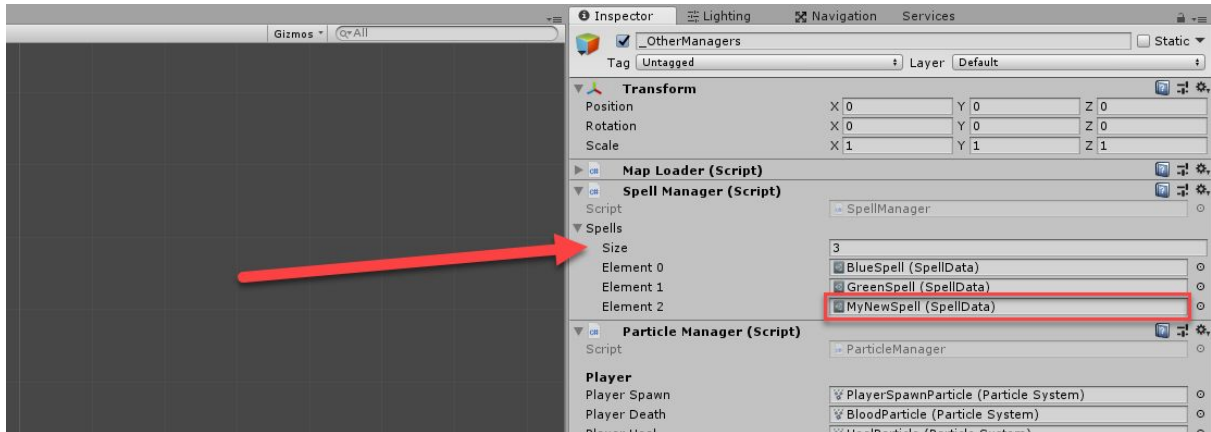 Inspector Lighting Navigation Services
Gizmos All
_OtherManagers Static
Tag Untagged Layer Default
Transform
Position X 0 Y 0 Z 0
Rotation X 0 Y 0 Z 0
Scale X 1 Y 1 Z 1
Map Loader (Script)
Spell Manager (Script)
Script SpellManager
Spells
Size 3
Element 0 BlueSpell (SpellData)
Element 1 GreenSpell (SpellData)
Element 2 MyNewSpell (SpellData)
Particle Manager (Script)
Script ParticleManager
Player
Player Spawn PlayerSpawnParticle (Particle System)
Player Death BloodParticle (Particle System)